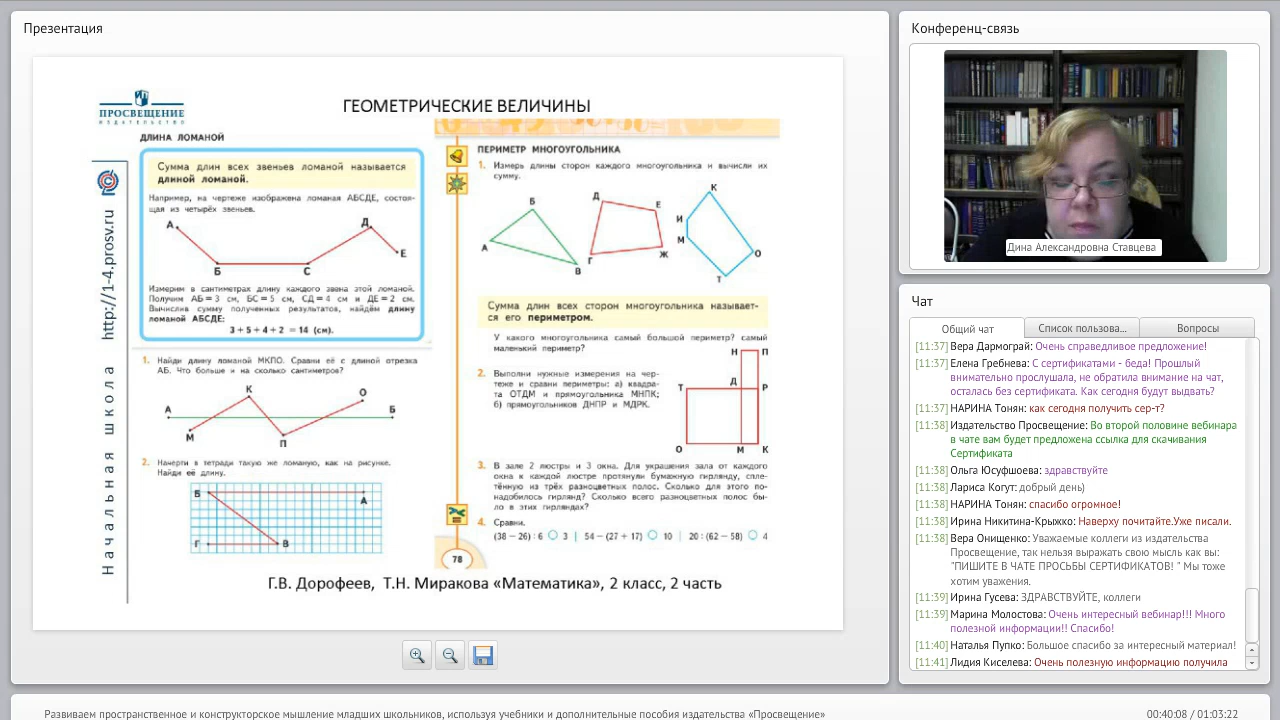 Презентация
ПРОСВЕЩЕНИЕ
ИЗДАТЕЛЬСТВО
ГЕОМЕТРИЧЕСКИЕ ВЕЛИЧИНЫ
Начальная школа http://1-4.prosv.ru
ДЛИНА ЛОМАНОЙ
Сумма длин всех звеньев ломаной называется
длиной ломаной.
Например, на чертеже изображена ломаная АБСДЕ, состоя-
щая из четырёх звеньев.
А
Д
Е
Б
С
Измерим в сантиметрах длину каждого звена этой ломаной.
Получим АБ = 3 см, БС = 5 см, СД = 4 см и ДЕ = 2 см.
Вычислив сумму полученных результатов, найдём длину
ломаной АБСДЕ:
3 + 5 + 4 + 2 = 14 (см).
1. Найди длину ломаной МКПО. Сравни её с длиной отрезка
АБ. Что больше и на сколько сантиметров?
К
О
А
Б
М
П
2. Начерти в тетради такую же ломаную, как на рисунке.
Найди её длину.
Б
А
Г
В
ПЕРИМЕТР МНОГОУГОЛЬНИКА
1. Измерь длины сторон каждого многоугольника и вычисли их
сумму.
Б
А
В
Д
Е
Г
Ж
К
И
М
О
Т
Сумма длин всех сторон многоугольника называет-
ся его периметром.
У какого многоугольника самый большой периметр? самый
маленький периметр?
2. Выполни нужные измерения на чер-
теже и сравни периметры: а) квадра-
та ОТДМ и прямоугольника МНПК;
б) прямоугольников ДНПР и МДРК.
Н
П
Т
Д
Р
О
М
К
3. В зале 2 люстры и 3 окна. Для украшения зала от каждого
окна к каждой люстре протянули бумажную гирлянду, спле-
тённую из трёх разноцветных полос. Сколько для этого по-
надобилось гирлянд? Сколько всего разноцветных полос бы-
ло в этих гирляндах?
4. Сравни.
(38 − 26) : 6 ○ 3 | 54 − (27 + 17) ○ 10 | 20 : (62 − 58) ○ 4
78
Г.В. Дорофеев, Т.Н. Миракова «Математика», 2 класс, 2 часть
Конференц-связь
Дина Александровна Ставцева
Чат
Общий чат
Список пользова...
Вопросы
[11:37] Вера Дармограй: Очень справедливое предложение!
[11:37] Елена Гребнева: С сертификатами - беда! Прошлый
внимательно прослушала, не обратила внимание на чат,
осталась без сертификата. Как сегодня будут выдвать?
[11:37] НАРИНА Тонян: как сегодня получить сер-т?
[11:38] Издательство Просвещение: Во второй половине вебинара
в чате вам будет предложена ссылка для скачивания
Сертификата
[11:38] Ольга Юсуфшоева: здравствуйте
[11:38] Лариса Когут: добрый день)
[11:38] НАРИНА Тонян: спасибо огромное!
[11:38] Ирина Никитина-Крыжко: Наверху почитайте.Уже писали.
[11:38] Вера Онищенко: Уважаемые коллеги из издательства
Просвещение, так нельзя выражать свою мысль как вы:
"ПИШИТЕ В ЧАТЕ ПРОСЬБЫ СЕРТИФИКАТОВ! " Мы тоже
хотим уважения.
[11:39] Ирина Гусева: ЗДРАВСТВУЙТЕ, коллеги
[11:39] Марина Молостова: Очень интересный вебинар!!! Много
полезной информации!! Спасибо!
[11:40] Наталья Пупко: Большое спасибо за интересный материал!
[11:41] Лидия Киселева: Очень полезную информацию получила
Развиваем пространственное и конструкторское мышление младших школьников, используя учебники и дополнительные пособия издательства «Просвещение»
00:40:08 / 01:03:22